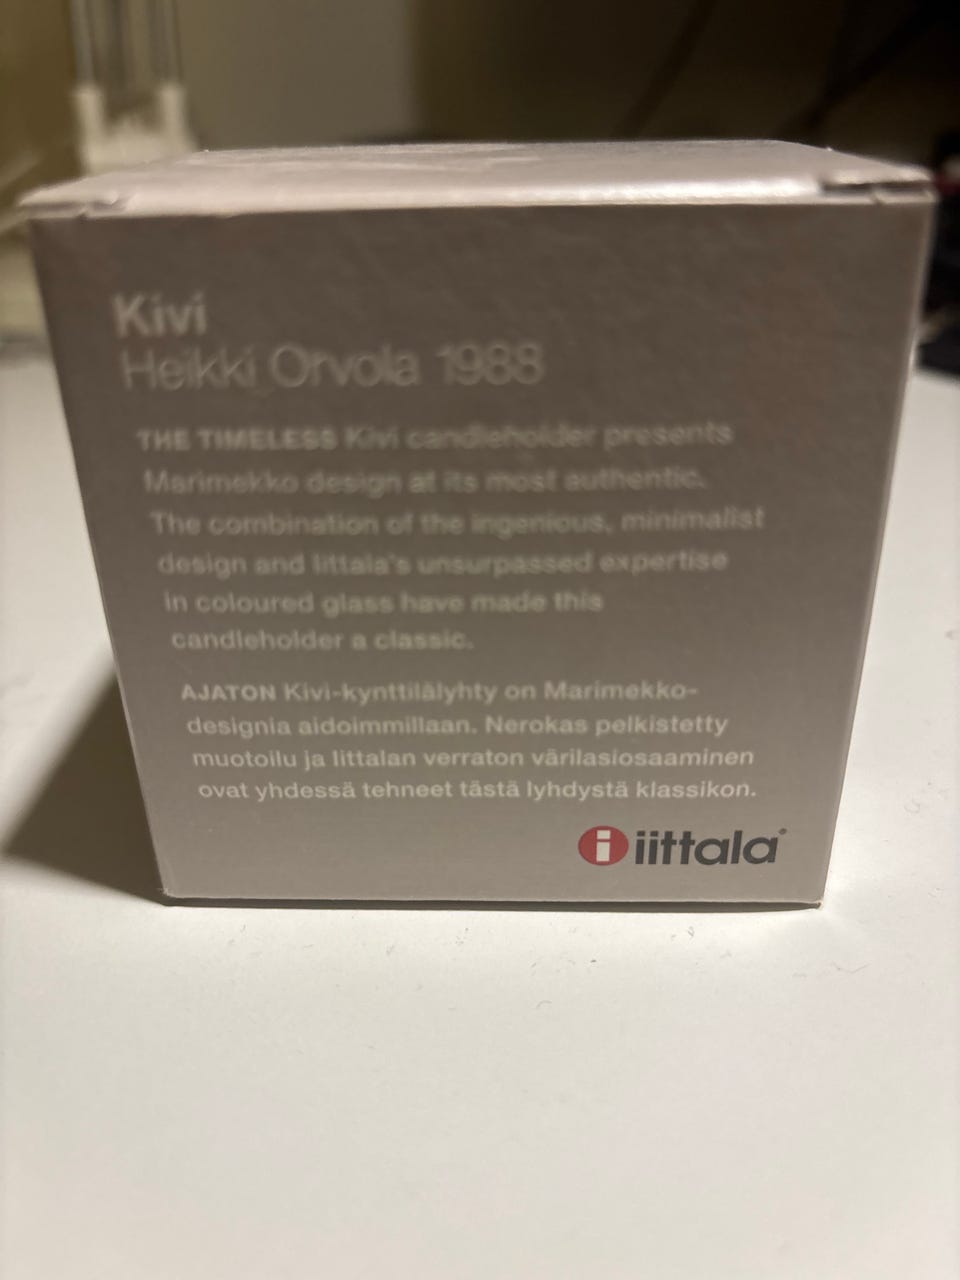 Kivi
Heikki Orvola 1988
THE TIMELESS Kivi candleholder presents
Marimekko design at its most authentic.
The combination of the ingenious, minimalist
design and Iittala's unsurpassed expertise
in coloured glass have made this
candleholder a classic.
AJATON Kivi-kynttilälyhty on Marimekko-
designia aidoimmillaan. Nerokas pelkistetty
muotoilu ja Iittalan verraton värilasiosaaminen
ovat yhdessä tehneet tästä lyhdystä klassikon.
i iittala